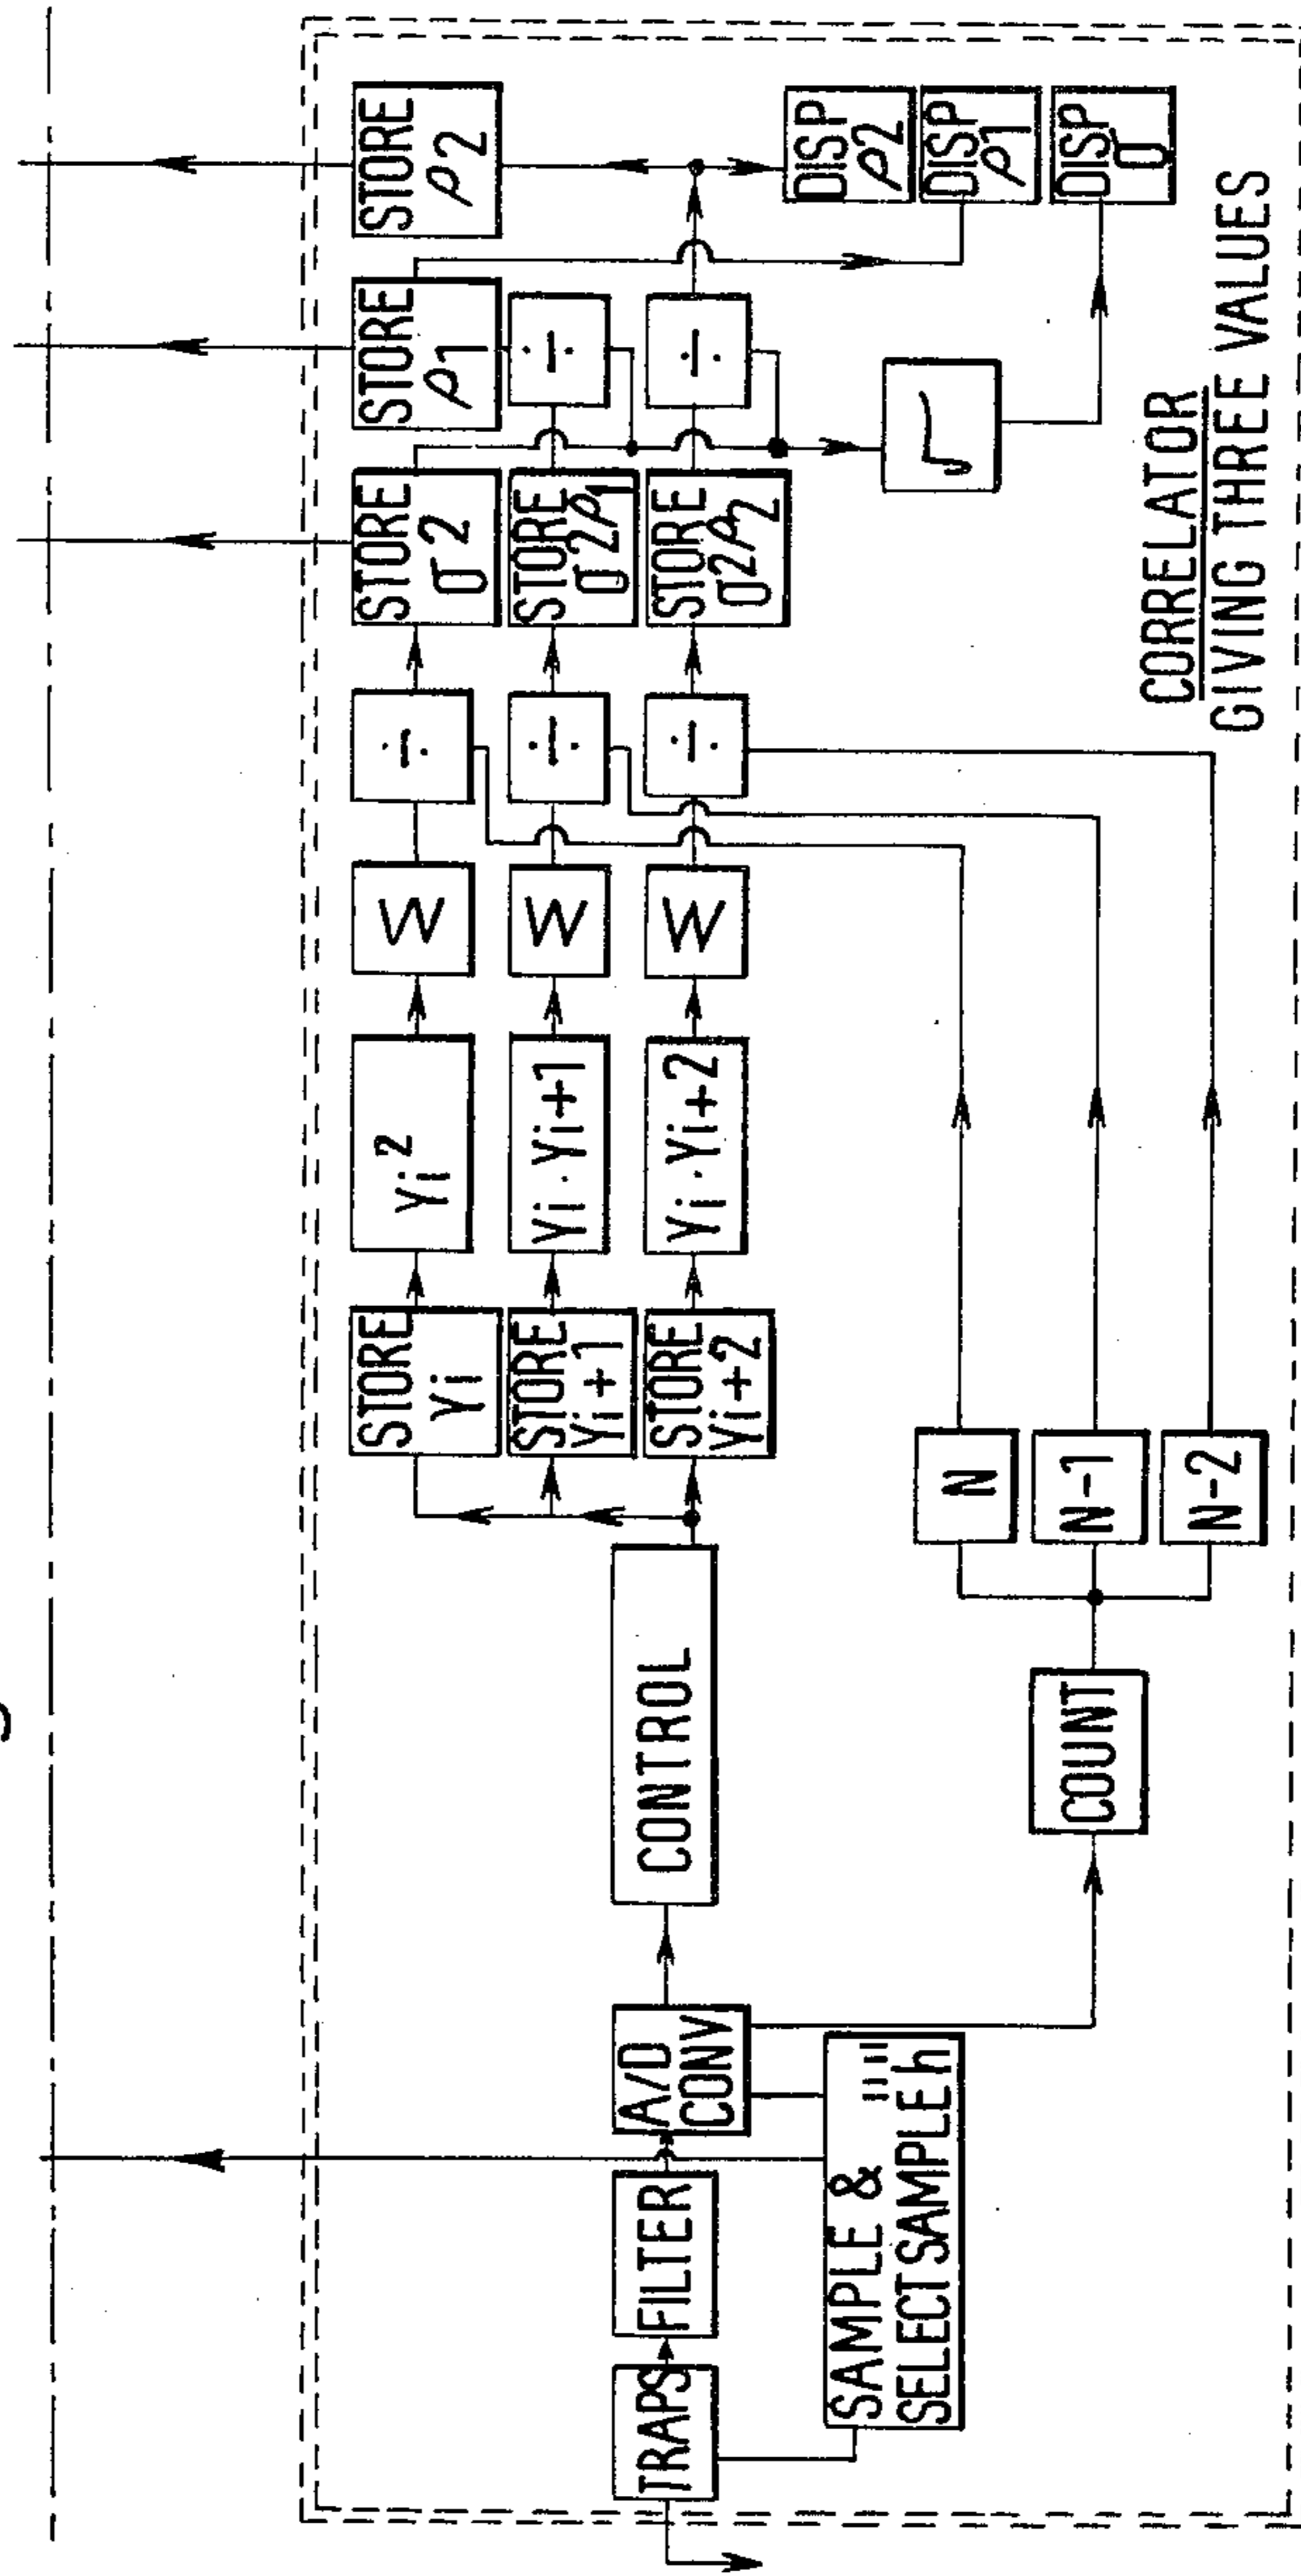 TRAPS
FILTER
A/D
CONV
SAMPLE &
SELECT SAMPLE "h"
CONTROL
COUNT
N
N-1
N-2
STORE
Yi
STORE
Yi+1
STORE
Yi+2
Yi²
Yi·Yi+1
Yi·Yi+2
Σ
Σ
Σ
÷
÷
÷
STORE
σ²
STORE
σ²ρ1
STORE
σ²ρ2
STORE
ρ1
÷
÷
√
STORE
ρ2
DISP
ρ2
DISP
ρ1
DISP
σ
CORRELATOR
GIVING THREE VALUES